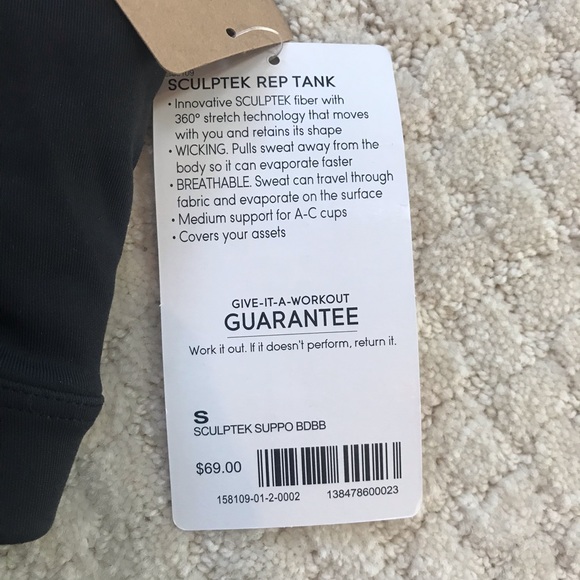 SCULPTEK REP TANK
• Innovative SCULPTEK fiber with
360° stretch technology that moves
with you and retains its shape
• WICKING. Pulls sweat away from the
body so it can evaporate faster
• BREATHABLE. Sweat can travel through
fabric and evaporate on the surface
• Medium support for A-C cups
• Covers your assets
GIVE-IT-A-WORKOUT
GUARANTEE
Work it out. If it doesn't perform, return it.
S
SCULPTEK SUPPO BDBB
$69.00
158109-01-2-0002 138478600023